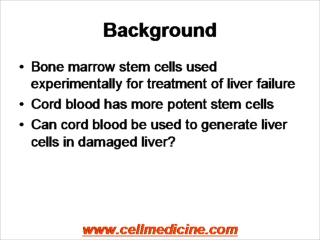 Background
• Bone marrow stem cells used
experimentally for treatment of liver failure
• Cord blood has more potent stem cells
• Can cord blood be used to generate liver
cells in damaged liver?
www.cellmedicine.com